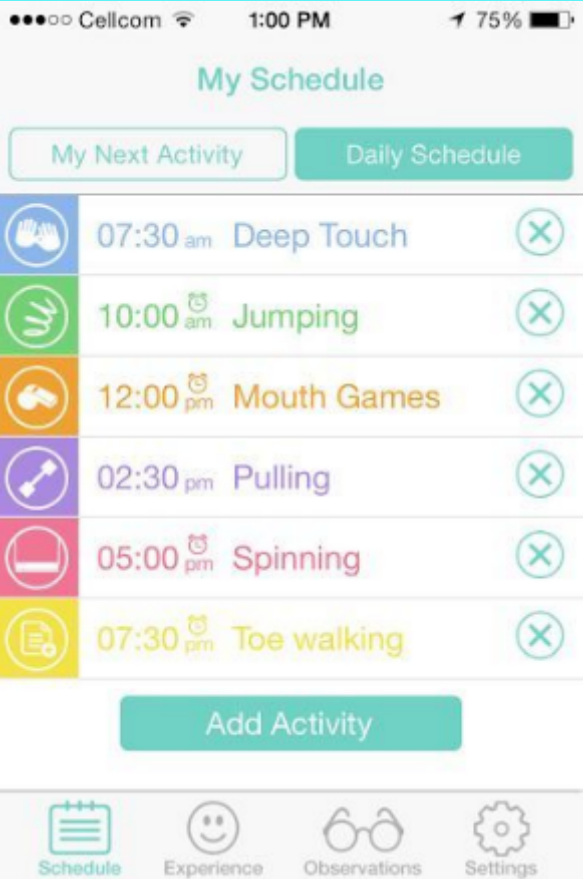 Cellcom 1:00 PM 75%
My Schedule
My Next Activity Daily Schedule
07:30 am Deep Touch
10:00 am Jumping
12:00 pm Mouth Games
02:30 pm Pulling
05:00 pm Spinning
07:30 pm Toe walking
Add Activity
Schedule Experience Observations Settings